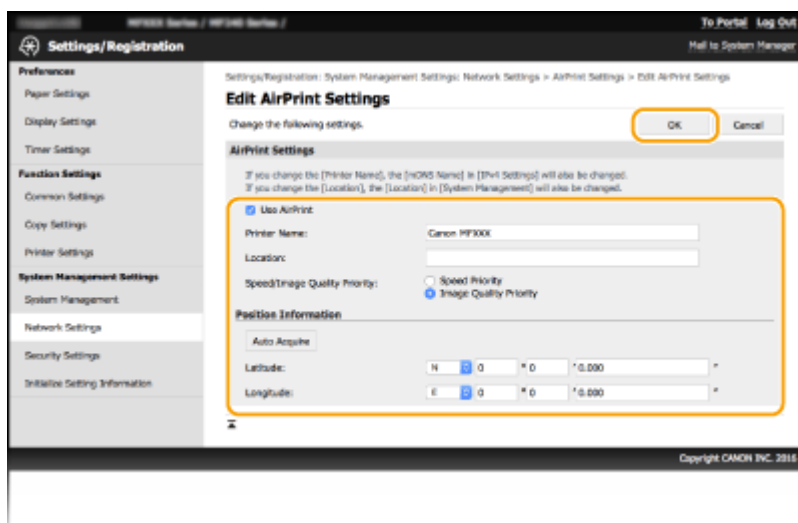 MFXXX Series / MF340 Series /
To Portal Log Out
Settings/Registration
Mail to System Manager
Preferences
Paper Settings
Display Settings
Timer Settings
Function Settings
Common Settings
Copy Settings
Printer Settings
System Management Settings
System Management
Network Settings
Security Settings
Initialize Setting Information
Settings/Registration: System Management Settings: Network Settings > AirPrint Settings > Edit AirPrint Settings
Edit AirPrint Settings
Change the following settings.
OK
Cancel
AirPrint Settings
If you change the [Printer Name], the [mDNS Name] in [IPv4 Settings] will also be changed.
If you change the [Location], the [Location] in [System Management] will also be changed.
Use AirPrint
Printer Name: Canon MFXXX
Location:
Speed/Image Quality Priority: Speed Priority
Image Quality Priority
Position Information
Auto Acquire
Latitude: N 0 ° 0 ' 0.000 "
Longitude: E 0 ° 0 ' 0.000 "
Copyright CANON INC. 2016